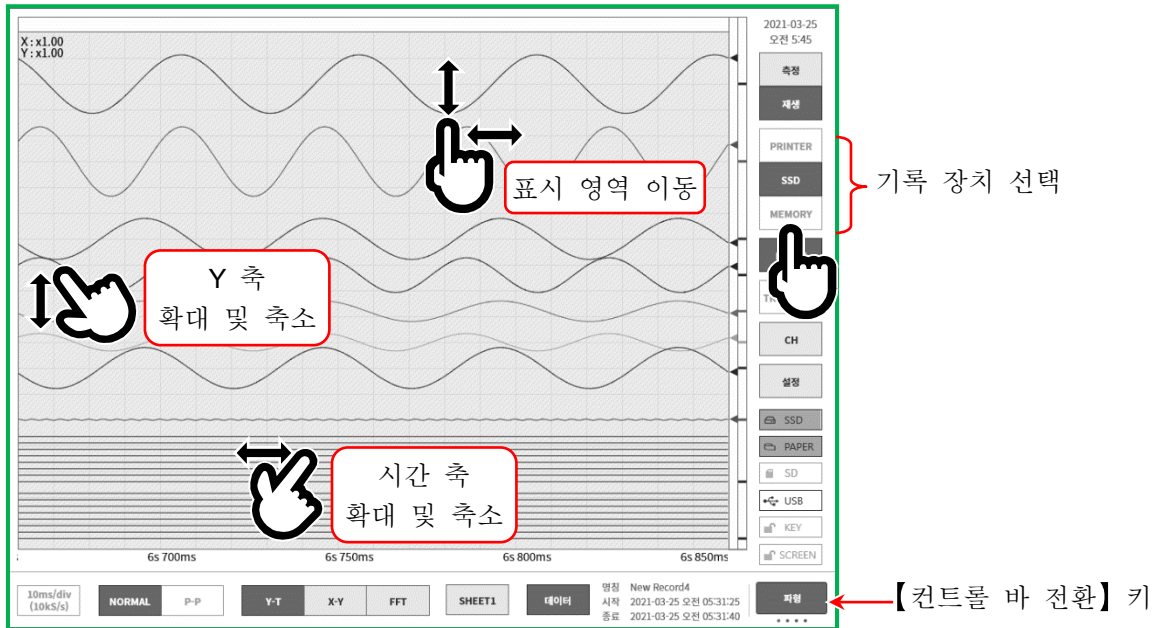 X : x1.00
Y : x1.00
표시 영역 이동
Y 축
확대 및 축소
시간 축
확대 및 축소
6s 700ms
6s 750ms
6s 800ms
6s 850ms
2021-03-25
오전 5:45
측정
재생
PRINTER
SSD
MEMORY
기록 장치 선택
CH
설정
SSD
PAPER
SD
USB
KEY
SCREEN
10ms/div
(10kS/s)
NORMAL
P-P
Y-T
X-Y
FFT
SHEET1
데이터
명칭 New Record4
시작 2021-03-25 오전 05:31:25
종료 2021-03-25 오전 05:31:40
파형
【컨트롤 바 전환】 키